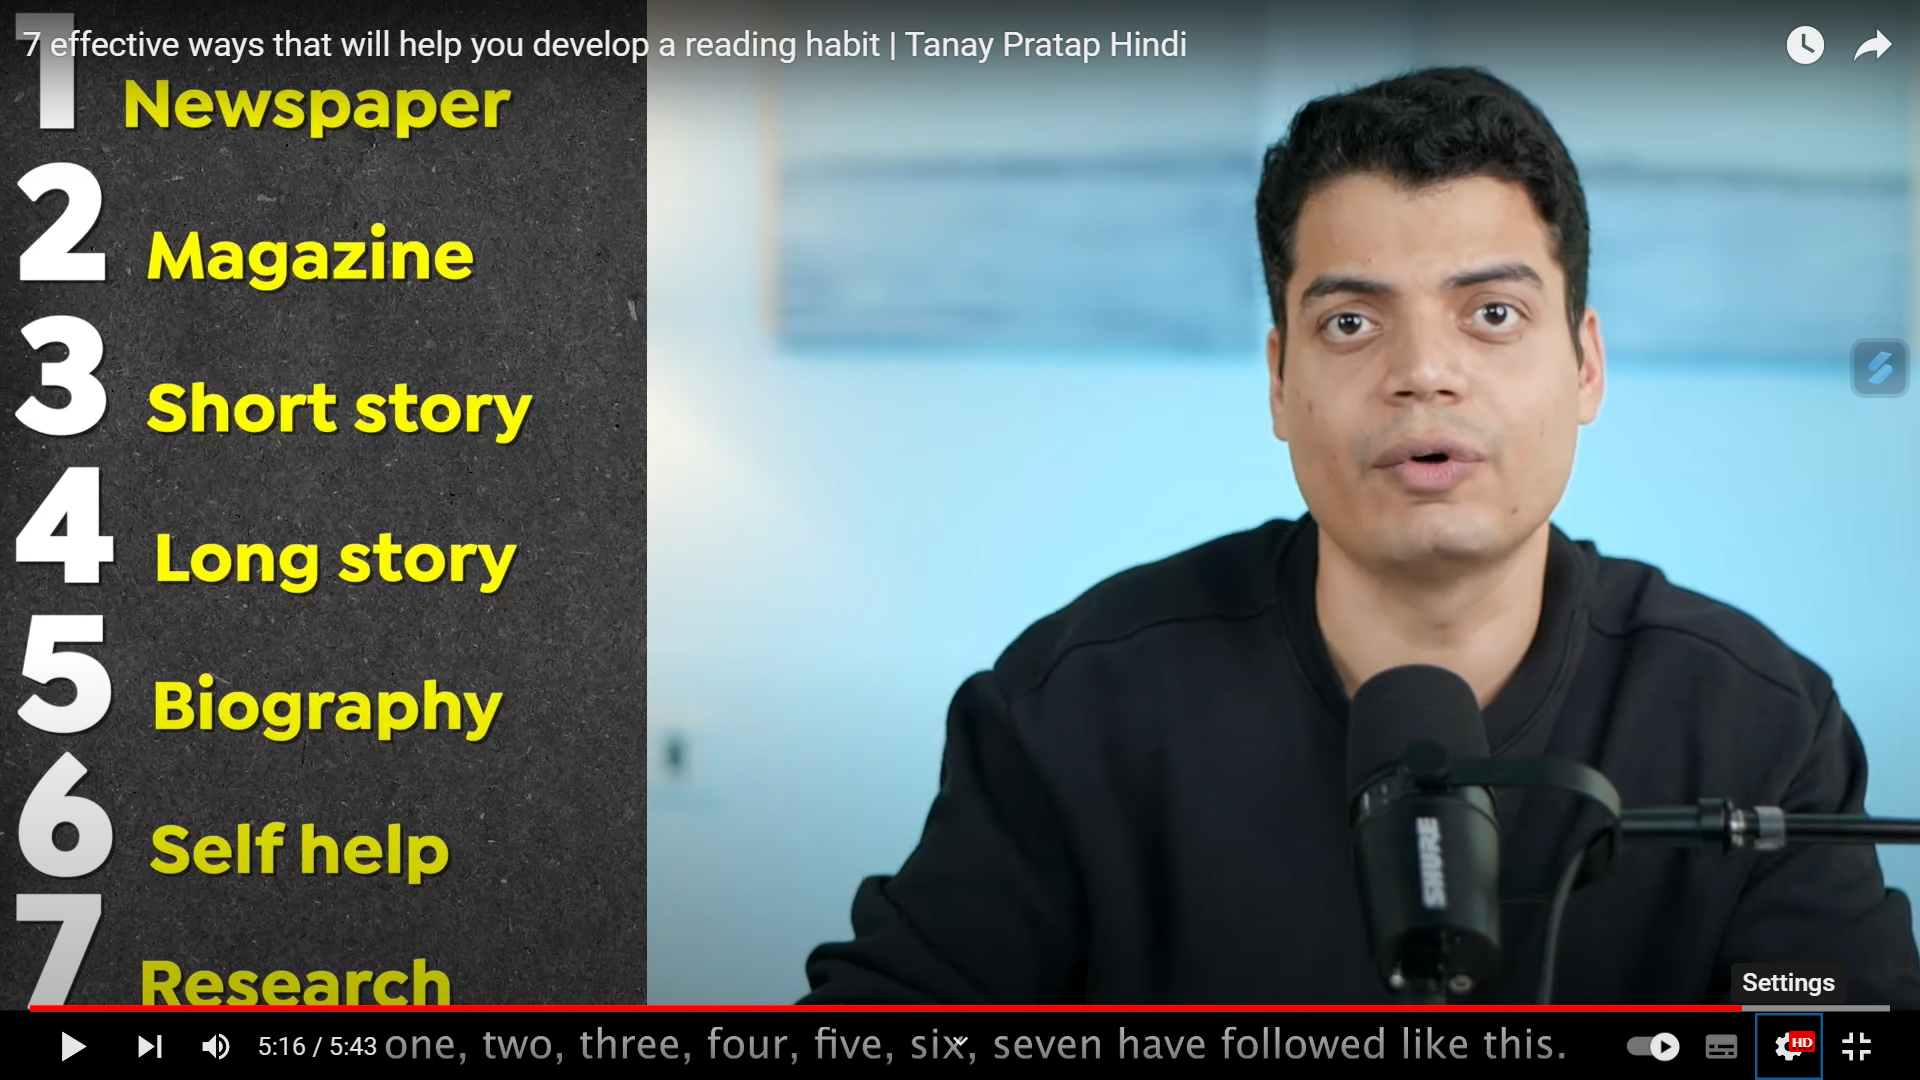 7 effective ways that will help you develop a reading habit | Tanay Pratap Hindi
1 Newspaper
2 Magazine
3 Short story
4 Long story
5 Biography
6 Self help
7 Research
SHURE
Settings
5:16 / 5:43
one, two, three, four, five, six, seven have followed like this.
HD